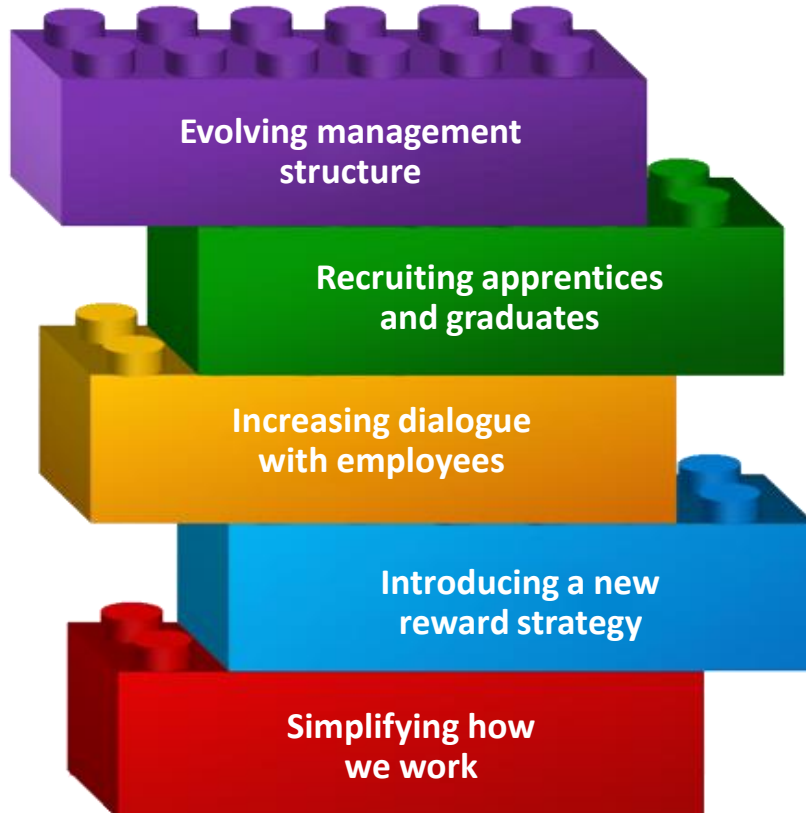 Evolving management
structure
Recruiting apprentices
and graduates
Increasing dialogue
with employees
Introducing a new
reward strategy
Simplifying how
we work